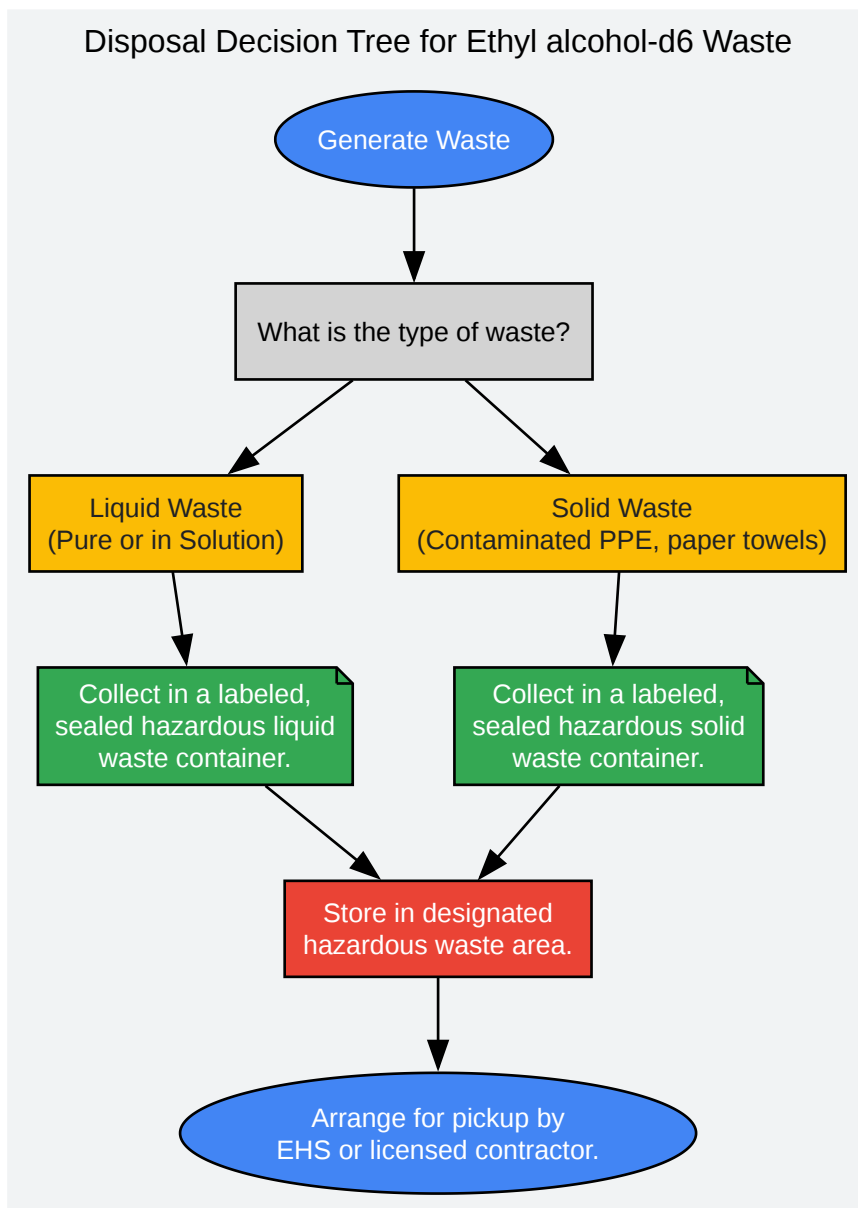 Disposal Decision Tree for Ethyl alcohol-d6 Waste
Generate Waste
What is the type of waste?
Liquid Waste
(Pure or in Solution)
Solid Waste
(Contaminated PPE, paper towels)
Collect in a labeled,
sealed hazardous liquid
waste container.
Collect in a labeled,
sealed hazardous solid
waste container.
Store in designated
hazardous waste area.
Arrange for pickup by
EHS or licensed contractor.